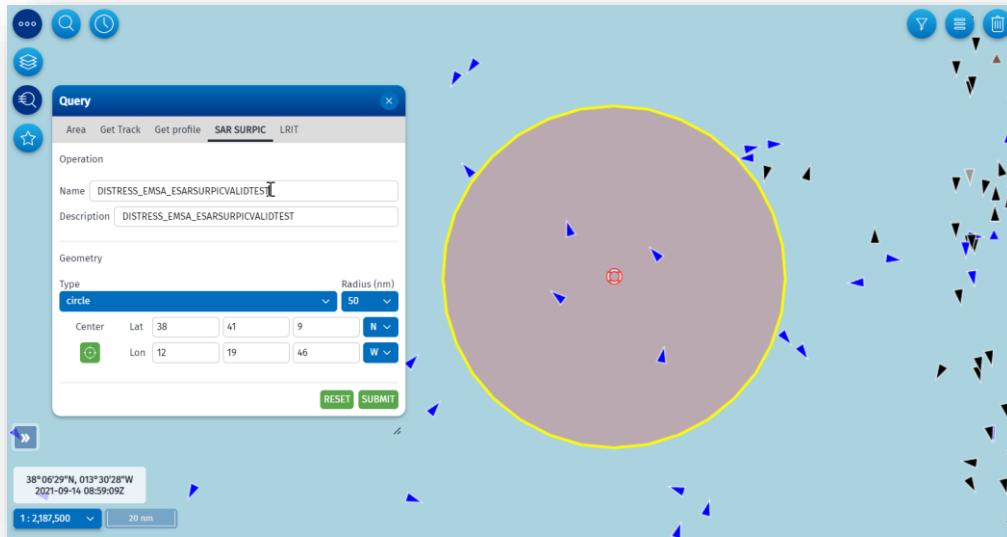 Query
Area Get Track Get profile SAR SURPIC LRIT
Operation
Name DISTRESS_EMSA_ESARSURPICVALIDTEST
Description DISTRESS_EMSA_ESARSURPICVALIDTEST
Geometry
Type Radius (nm)
circle 50
Center Lat 38 41 9 N
Lon 12 19 46 W
RESET SUBMIT
38°06'29"N, 013°30'28"W
2021-09-14 08:59:09Z
1 : 2,187,500 20 nm